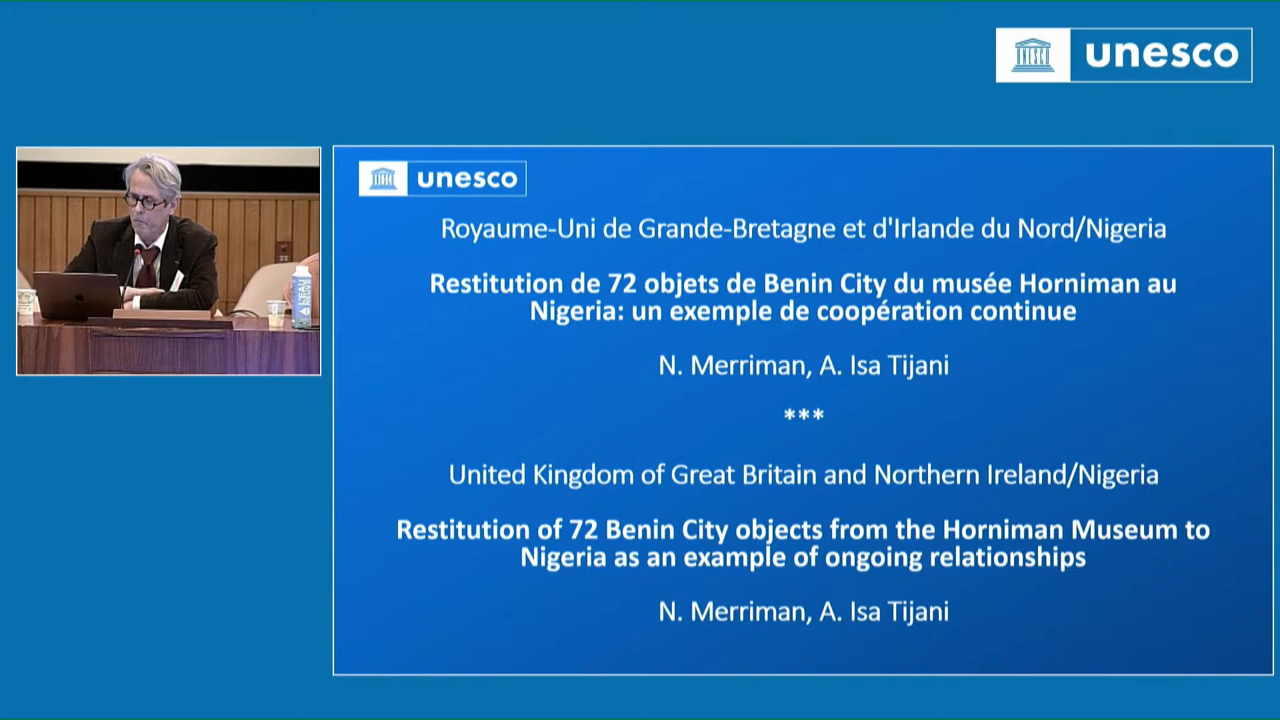 unesco
unesco
Royaume-Uni de Grande-Bretagne et d'Irlande du Nord/Nigeria
Restitution de 72 objets de Benin City du musée Horniman au
Nigeria: un exemple de coopération continue
N. Merriman, A. Isa Tijani
***
United Kingdom of Great Britain and Northern Ireland/Nigeria
Restitution of 72 Benin City objects from the Horniman Museum to
Nigeria as an example of ongoing relationships
N. Merriman, A. Isa Tijani